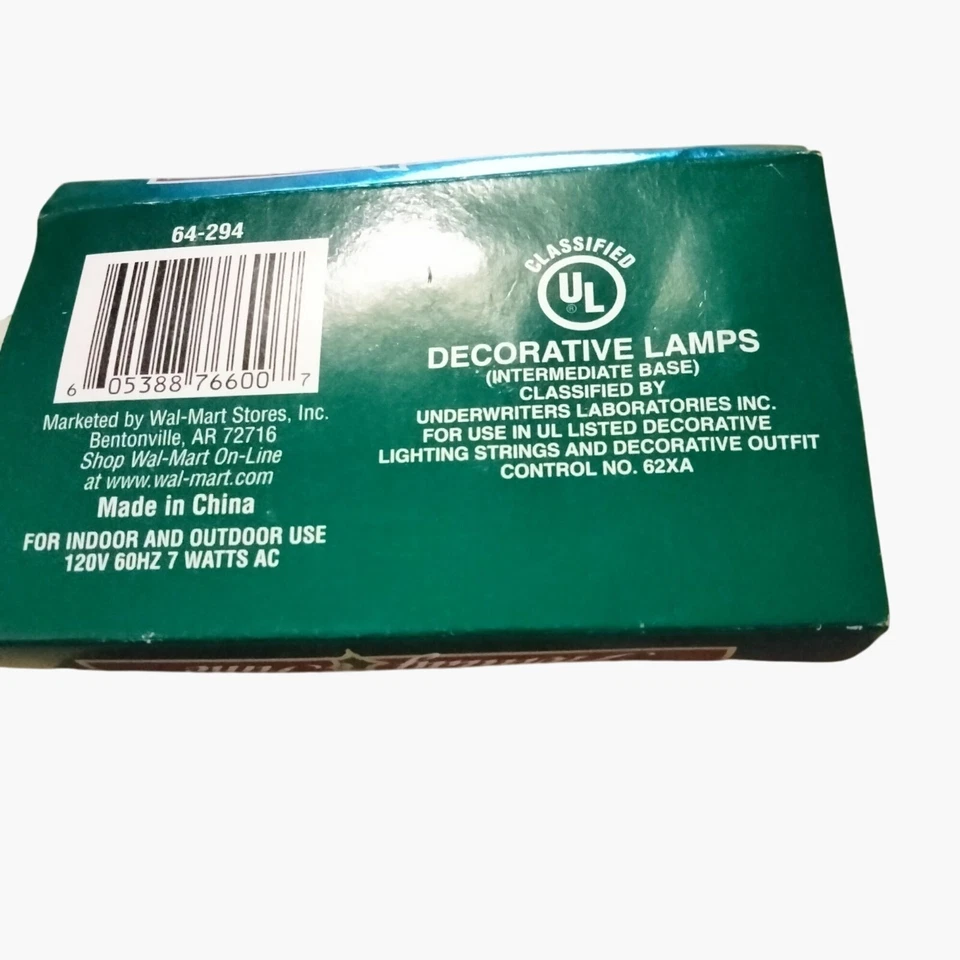 64-294
6 05388 76600 7
Marketed by Wal-Mart Stores, Inc.
Bentonville, AR 72716
Shop Wal-Mart On-Line
at www.wal-mart.com
Made in China
FOR INDOOR AND OUTDOOR USE
120V 60HZ 7 WATTS AC
CLASSIFIED
UL
®
DECORATIVE LAMPS
(INTERMEDIATE BASE)
CLASSIFIED BY
UNDERWRITERS LABORATORIES INC.
FOR USE IN UL LISTED DECORATIVE
LIGHTING STRINGS AND DECORATIVE OUTFIT
CONTROL NO. 62XA